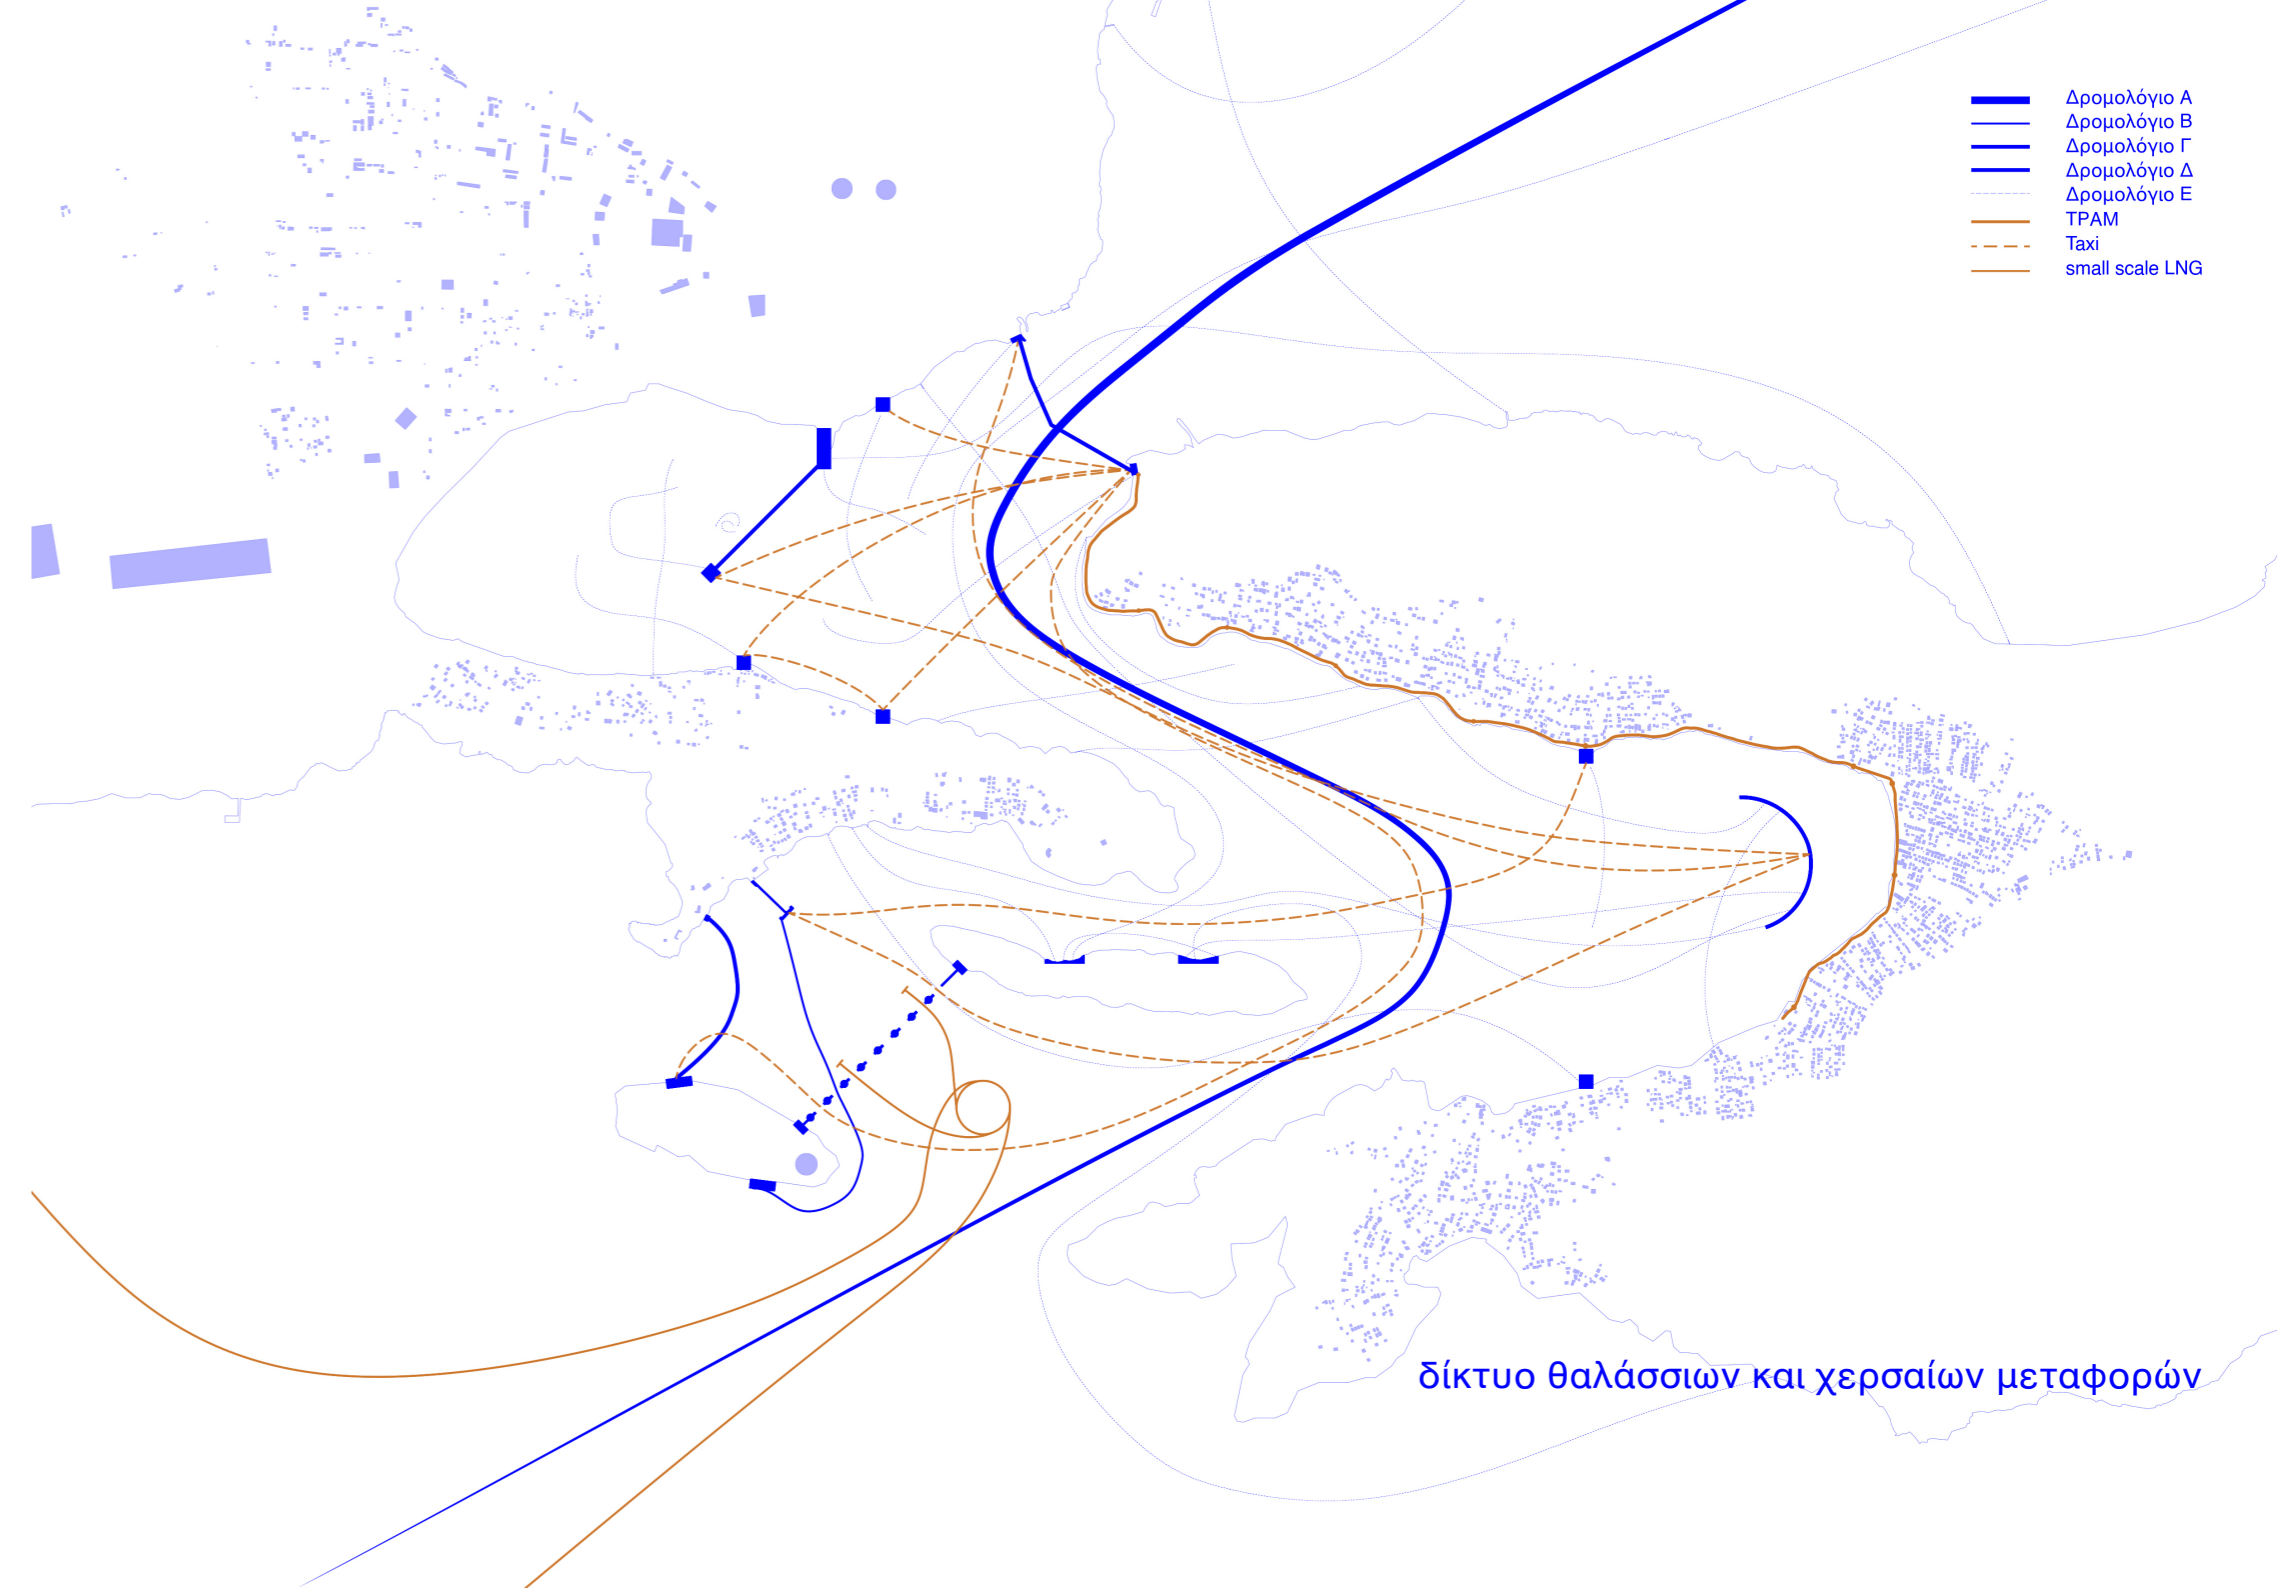 Δρομολόγιο Α
Δρομολόγιο Β
Δρομολόγιο Γ
Δρομολόγιο Δ
Δρομολόγιο Ε
ΤΡΑΜ
Taxi
small scale LNG
δίκτυο θαλάσσιων και χερσαίων μεταφορών